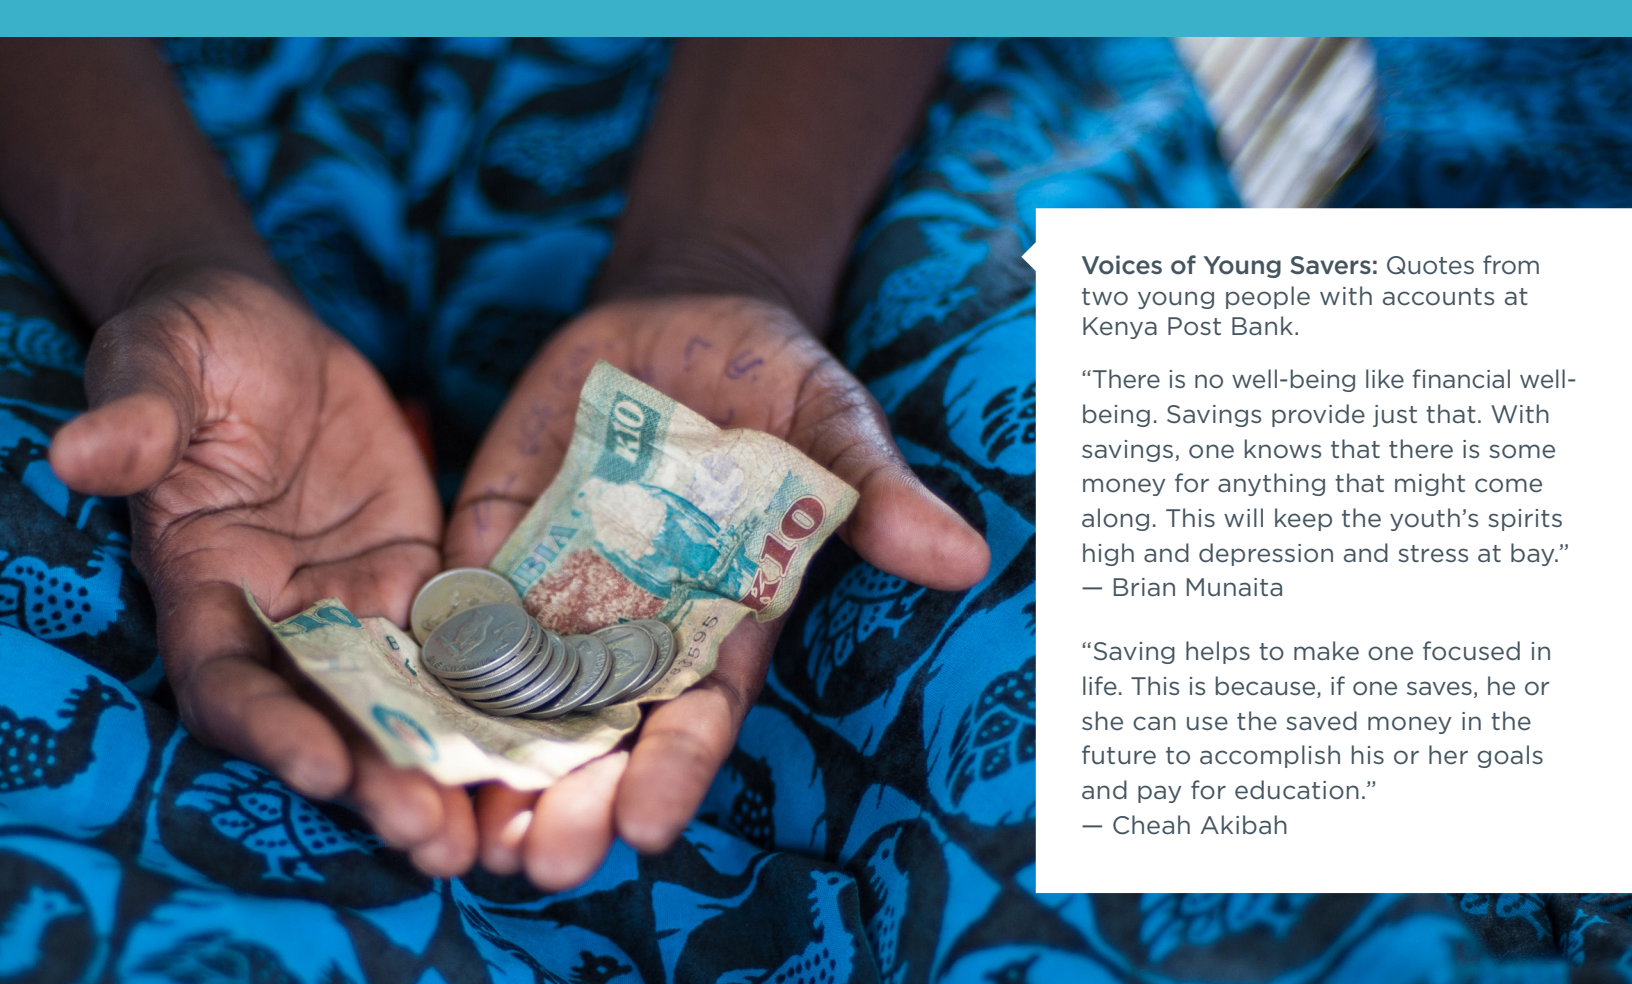 Voices of Young Savers: Quotes from
two young people with accounts at
Kenya Post Bank.
“There is no well-being like financial well-
being. Savings provide just that. With
savings, one knows that there is some
money for anything that might come
along. This will keep the youth’s spirits
high and depression and stress at bay.”
— Brian Munaita
“Saving helps to make one focused in
life. This is because, if one saves, he or
she can use the saved money in the
future to accomplish his or her goals
and pay for education.”
— Cheah Akibah
K10
K10
BIA